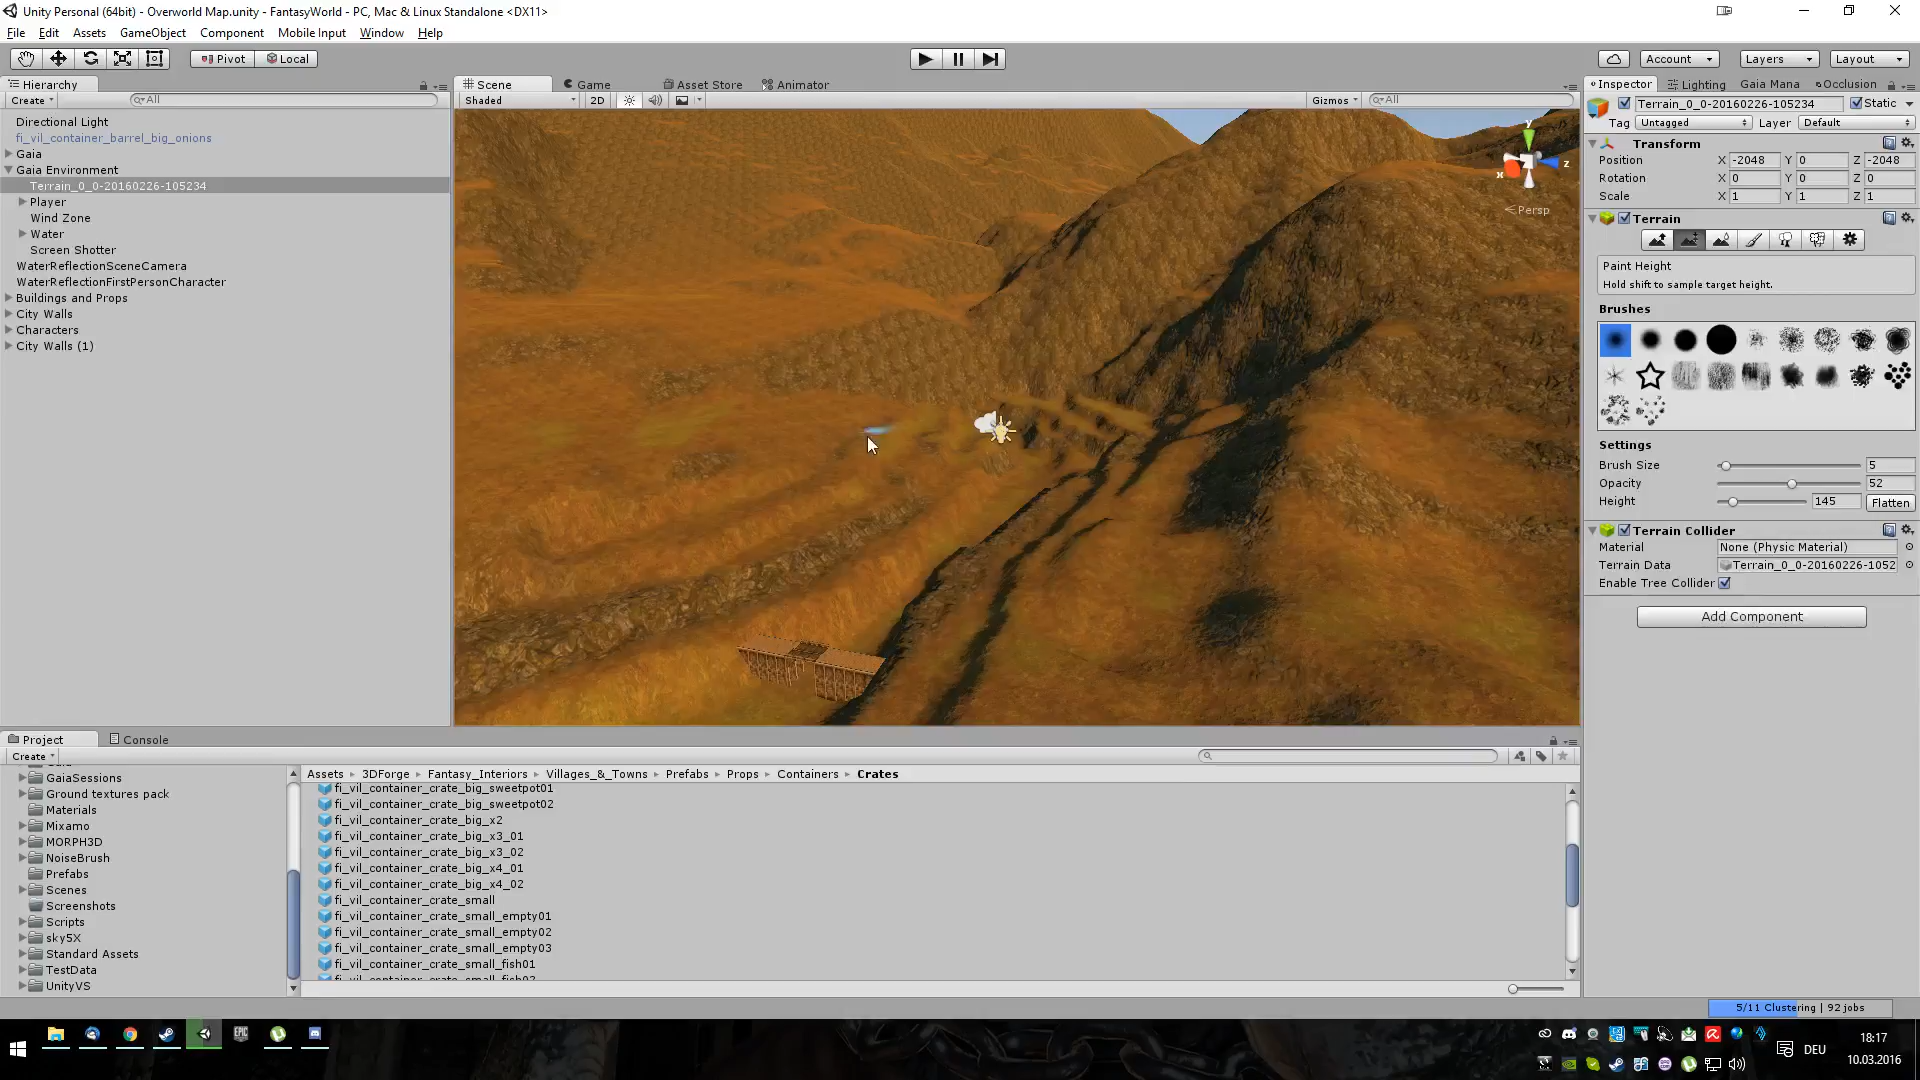 Unity Personal (64bit) - Overworld Map.unity - FantasyWorld - PC, Mac & Linux Standalone <DX11>
File Edit Assets GameObject Component Mobile Input Window Help
Pivot Local Account Layers Layout
Hierarchy
Create All
Directional Light
fi_vil_container_barrel_big_onions
Gaia
Gaia Environment
Terrain_0_0-20160226-105234
Player
Wind Zone
Water
Screen Shotter
WaterReflectionSceneCamera
WaterReflectionFirstPersonCharacter
Buildings and Props
City Walls
Characters
City Walls (1)
Scene Game Asset Store Animator
Shaded 2D Gizmos All
y
z
x
Persp
Inspector Lighting Gaia Mana Occlusion
Terrain_0_0-20160226-105234 Static
Tag Untagged Layer Default
Transform
Position X -2048 Y 0 Z -2048
Rotation X 0 Y 0 Z 0
Scale X 1 Y 1 Z 1
Terrain
Paint Height
Hold shift to sample target height.
Brushes
Settings
Brush Size 5
Opacity 52
Height 145 Flatten
Terrain Collider
Material None (Physic Material)
Terrain Data Terrain_0_0-20160226-1052
Enable Tree Collider
Add Component
Project Console
Create
GaiaSessions
Ground textures pack
Materials
Mixamo
MORPH3D
NoiseBrush
Prefabs
Scenes
Screenshots
Scripts
sky5X
Standard Assets
TestData
UnityVS
Assets 3DForge Fantasy_Interiors Villages_&_Towns Prefabs Props Containers Crates
fi_vil_container_crate_big_sweetpot01
fi_vil_container_crate_big_sweetpot02
fi_vil_container_crate_big_x2
fi_vil_container_crate_big_x3_01
fi_vil_container_crate_big_x3_02
fi_vil_container_crate_big_x4_01
fi_vil_container_crate_big_x4_02
fi_vil_container_crate_small
fi_vil_container_crate_small_empty01
fi_vil_container_crate_small_empty02
fi_vil_container_crate_small_empty03
fi_vil_container_crate_small_fish01
5/11 Clustering | 92 jobs
EPIC
DEU
18:17
10.03.2016